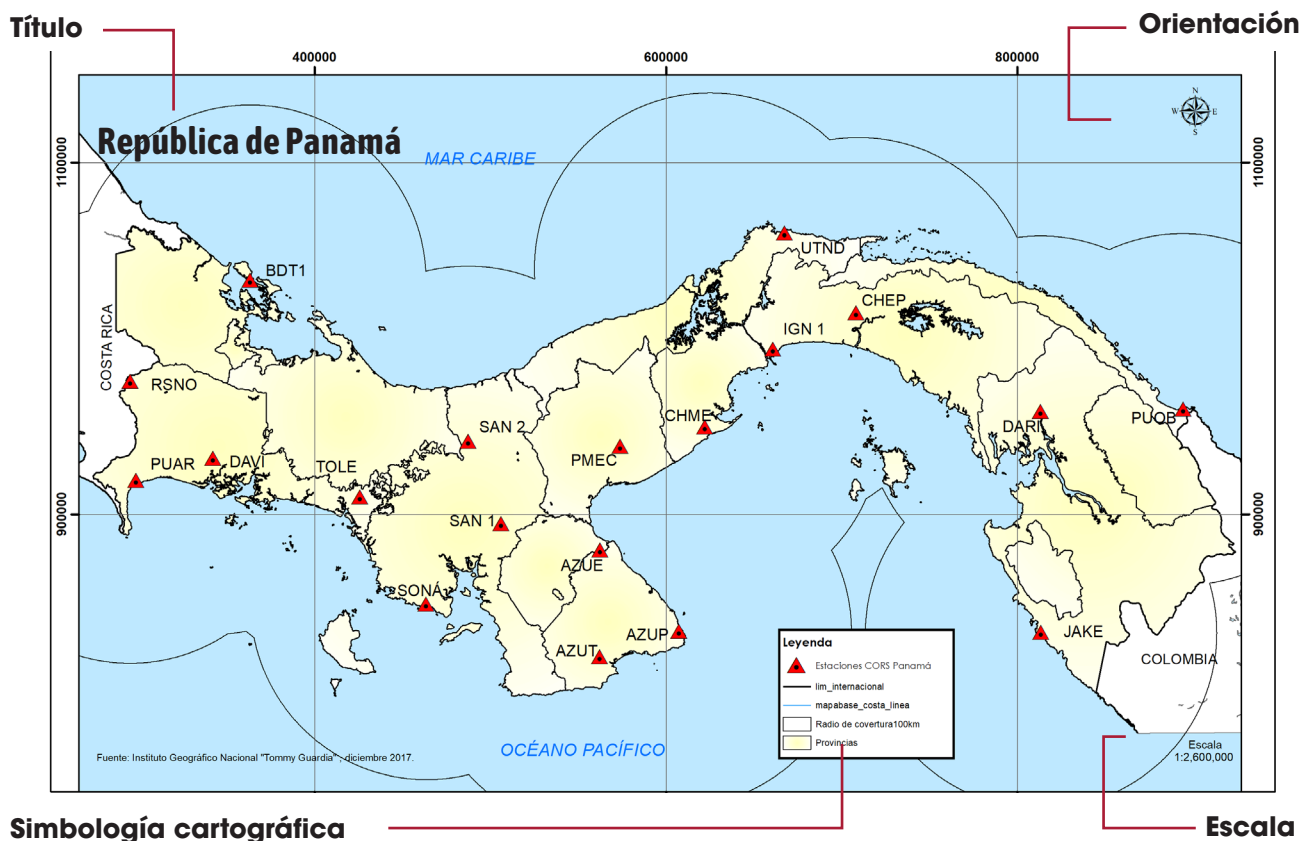 Título
Orientación
400000
600000
800000
N
W
E
S
República de Panamá
MAR CARIBE
1100000
1100000
UTND
BDT1
CHEP
COSTA RICA
IGN 1
RSNO
CHME
PUOB
DARI
SAN 2
PUAR
DAVI
TOLE
PMEC
SAN 1
900000
900000
AZUE
SONÁ
AZUP
JAKE
AZUT
COLOMBIA
Leyenda
Estaciones CORS Panamá
lim_internacional
mapabase_costa_linea
Radio de covertura100km
Provincias
OCÉANO PACÍFICO
Fuente: Instituto Geográfico Nacional "Tommy Guardia" , diciembre 2017.
Escala
1:2,600,000
Simbología cartográfica
Escala